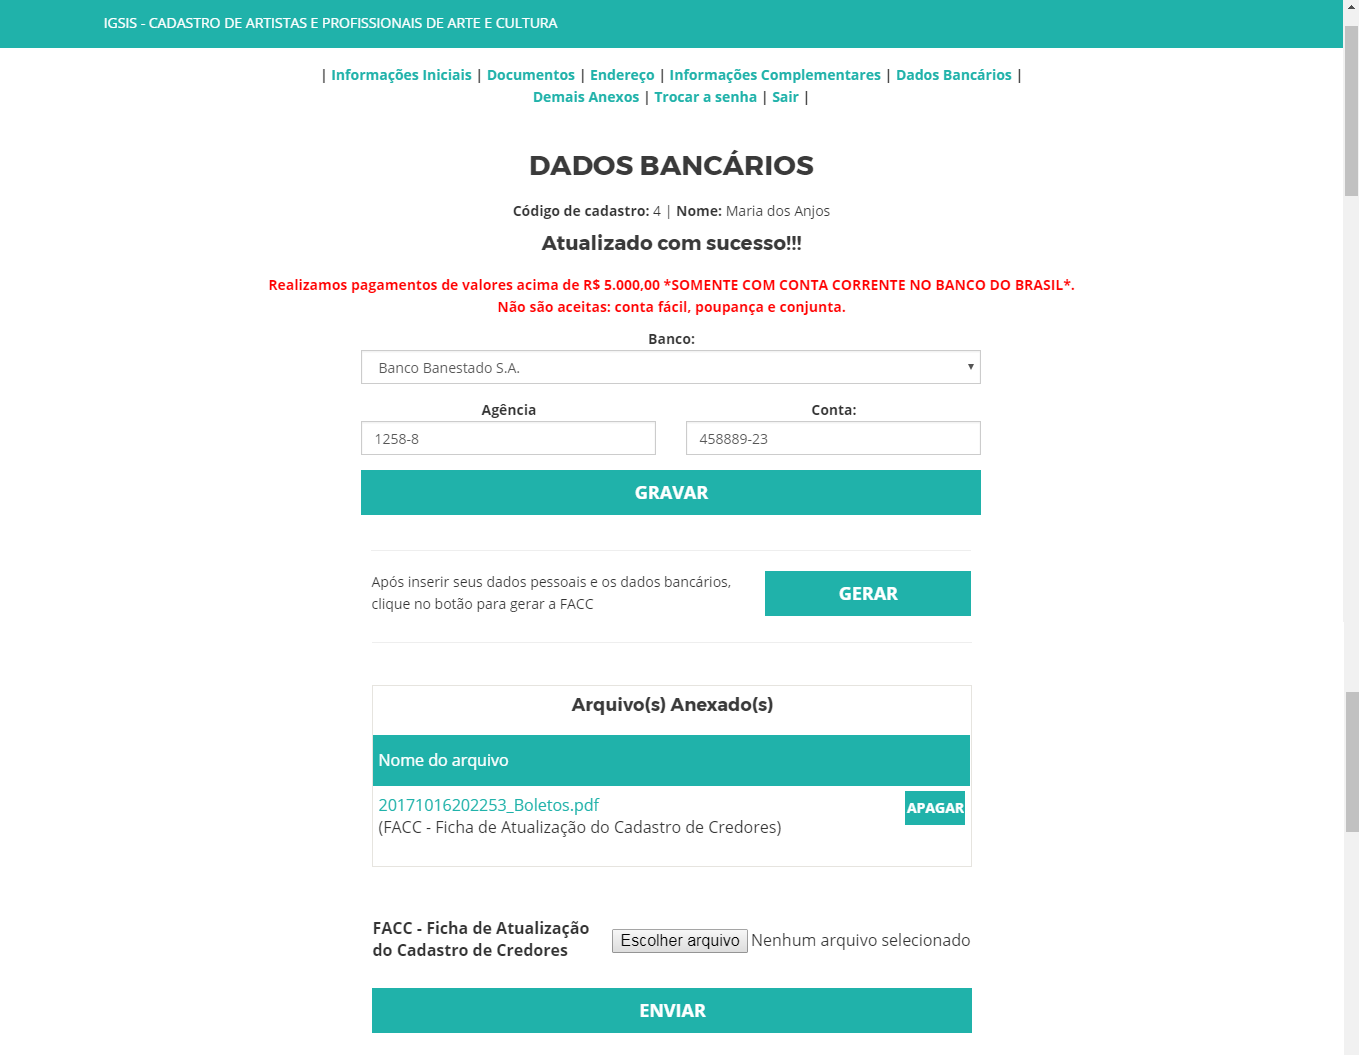 IGSIS - CADASTRO DE ARTISTAS E PROFISSIONAIS DE ARTE E CULTURA
| Informações Iniciais | Documentos | Endereço | Informações Complementares | Dados Bancários |
Demais Anexos | Trocar a senha | Sair |
DADOS BANCÁRIOS
Código de cadastro: 4 | Nome: Maria dos Anjos
Atualizado com sucesso!!!
Realizamos pagamentos de valores acima de R$ 5.000,00 *SOMENTE COM CONTA CORRENTE NO BANCO DO BRASIL*.
Não são aceitas: conta fácil, poupança e conjunta.
Banco:
Banco Banestado S.A.
Agência Conta:
1258-8 458889-23
GRAVAR
Após inserir seus dados pessoais e os dados bancários,
clique no botão para gerar a FACC
GERAR
Arquivo(s) Anexado(s)
Nome do arquivo
20171016202253_Boletos.pdf
(FACC - Ficha de Atualização do Cadastro de Credores)
APAGAR
FACC - Ficha de Atualização
do Cadastro de Credores
Escolher arquivo Nenhum arquivo selecionado
ENVIAR